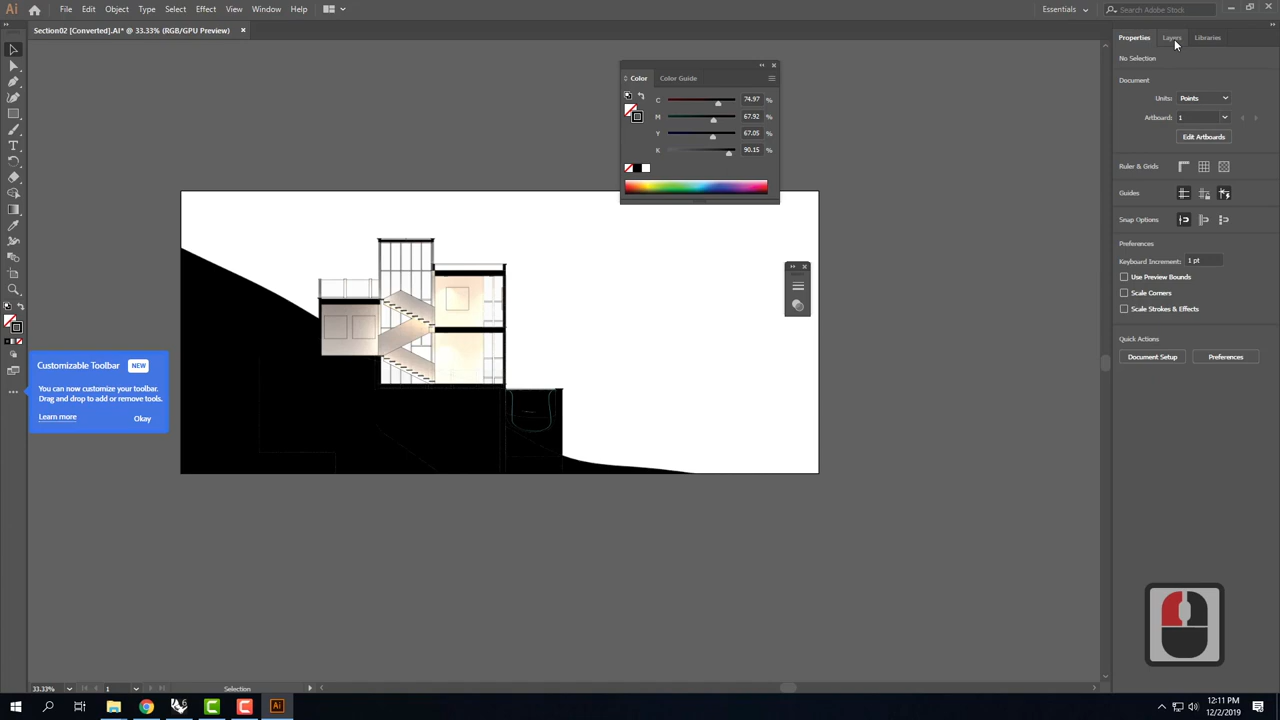 Ai File Edit Object Type Select Effect View Window Help Essentials Search Adobe Stock
Section02 [Converted].AI* @ 33.33% (RGB/GPU Preview)
Properties Layers Libraries
No Selection
Document
Units: Points
Artboard: 1
Edit Artboards
Ruler & Grids
Guides
Snap Options
Preferences
Keyboard Increment: 1 pt
Use Preview Bounds
Scale Corners
Scale Strokes & Effects
Quick Actions
Document Setup Preferences
Color Color Guide
C 74.97 %
M 67.92 %
Y 67.05 %
K 90.15 %
Customizable Toolbar NEW
You can now customize your toolbar.
Drag and drop to add or remove tools.
Learn more Okay
33.33% 1 Selection
Ai
12:11 PM
12/2/2019